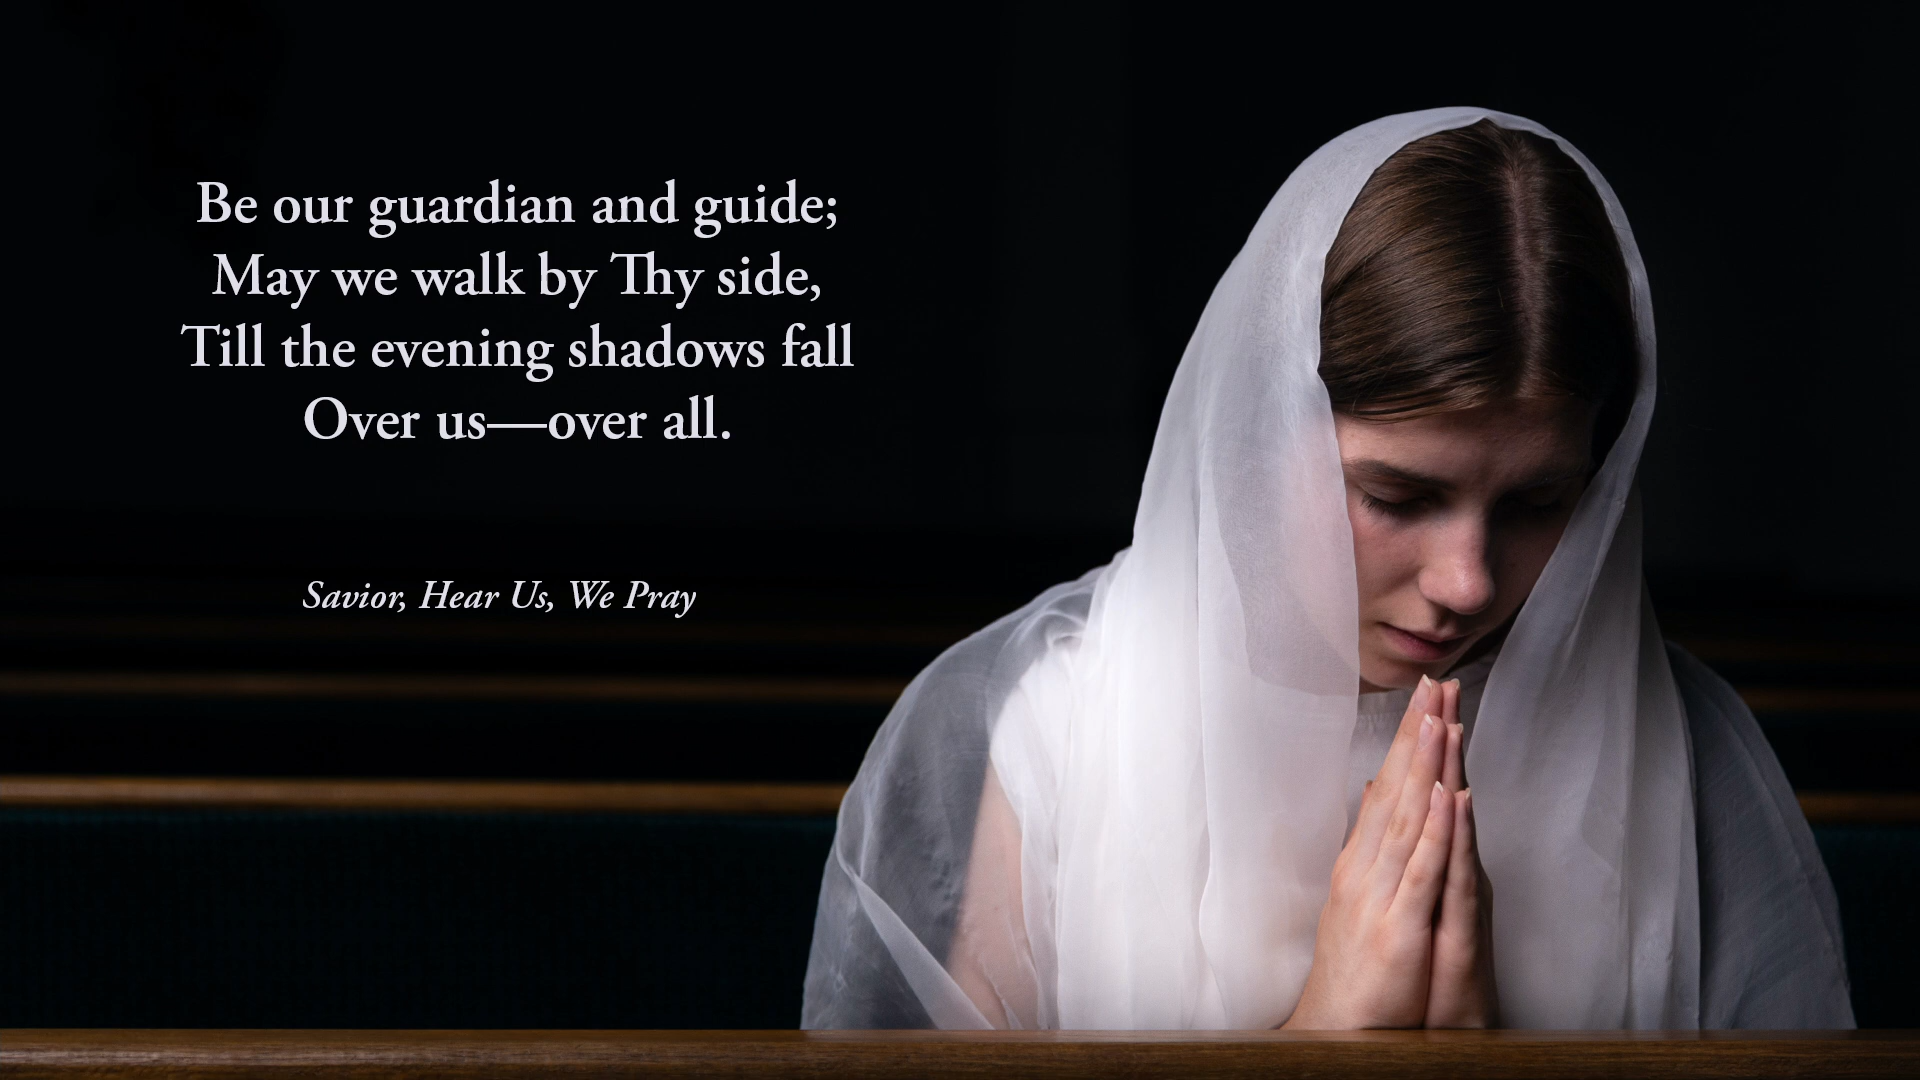 Be our guardian and guide;
May we walk by Thy side,
Till the evening shadows fall
Over us—over all.
Savior, Hear Us, We Pray